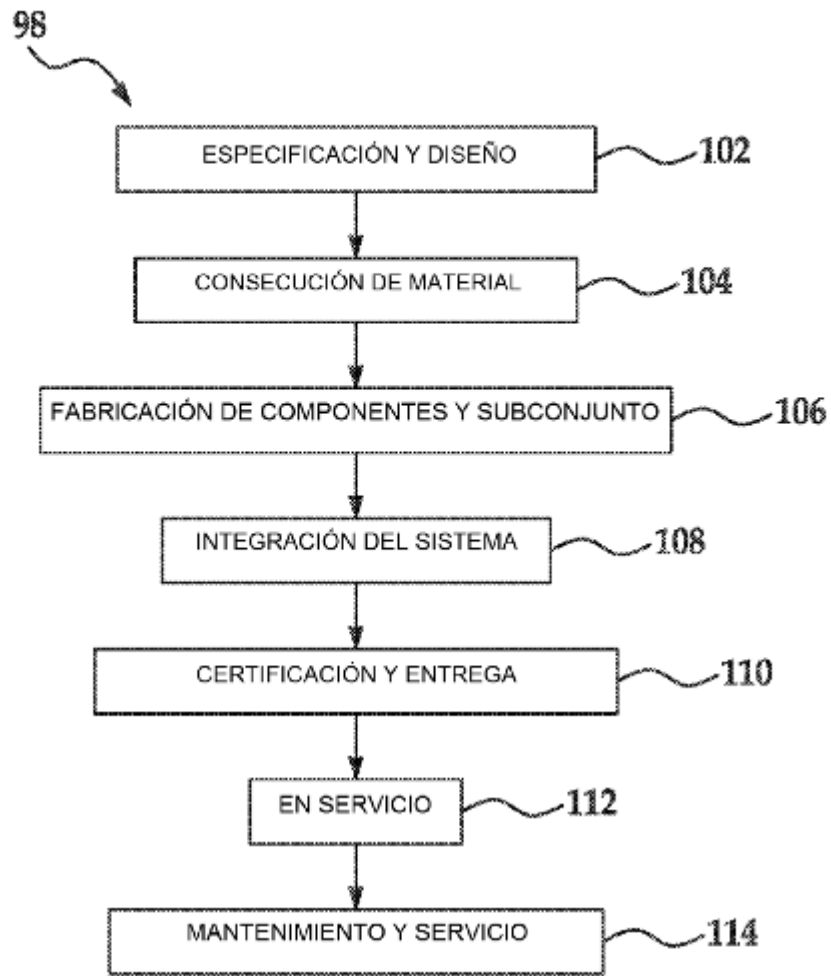 98
ESPECIFICACIÓN Y DISEÑO 102
CONSECUCIÓN DE MATERIAL 104
FABRICACIÓN DE COMPONENTES Y SUBCONJUNTO 106
INTEGRACIÓN DEL SISTEMA 108
CERTIFICACIÓN Y ENTREGA 110
EN SERVICIO 112
MANTENIMIENTO Y SERVICIO 114